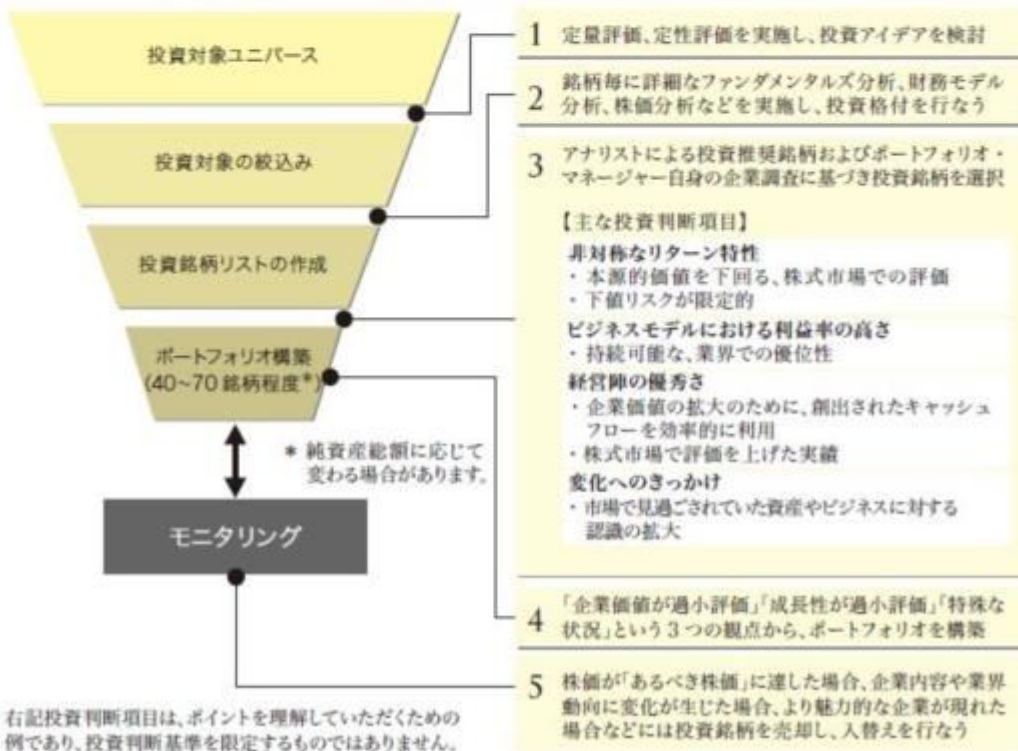 投資対象ユニバース
投資対象の絞込み
投資銘柄リストの作成
ポートフォリオ構築
(40~70銘柄程度*)
* 純資産総額に応じて
変わる場合があります。
モニタリング
右記投資判断項目は、ポイントを理解していただくための
例であり、投資判断基準を限定するものではありません。
1 定量評価、定性評価を実施し、投資アイデアを検討
2 銘柄毎に詳細なファンダメンタルズ分析、財務モデル
分析、株価分析などを実施し、投資格付を行なう
3 アナリストによる投資推奨銘柄およびポートフォリオ・
マネージャー自身の企業調査に基づき投資銘柄を選択
【主な投資判断項目】
非対称なリターン特性
・本源的価値を下回る、株式市場での評価
・下値リスクが限定的
ビジネスモデルにおける利益率の高さ
・持続可能な、業界での優位性
経営陣の優秀さ
・企業価値の拡大のために、創出されたキャッシュ
フローを効率的に利用
・株式市場で評価を上げた実績
変化へのきっかけ
・市場で見過ごされていた資産やビジネスに対する
認識の拡大
4 「企業価値が過小評価」「成長性が過小評価」「特殊な
状況」という3つの観点から、ポートフォリオを構築
5 株価が「あるべき株価」に達した場合、企業内容や業界
動向に変化が生じた場合、より魅力的な企業が現れた
場合などには投資銘柄を売却し、入替えを行なう